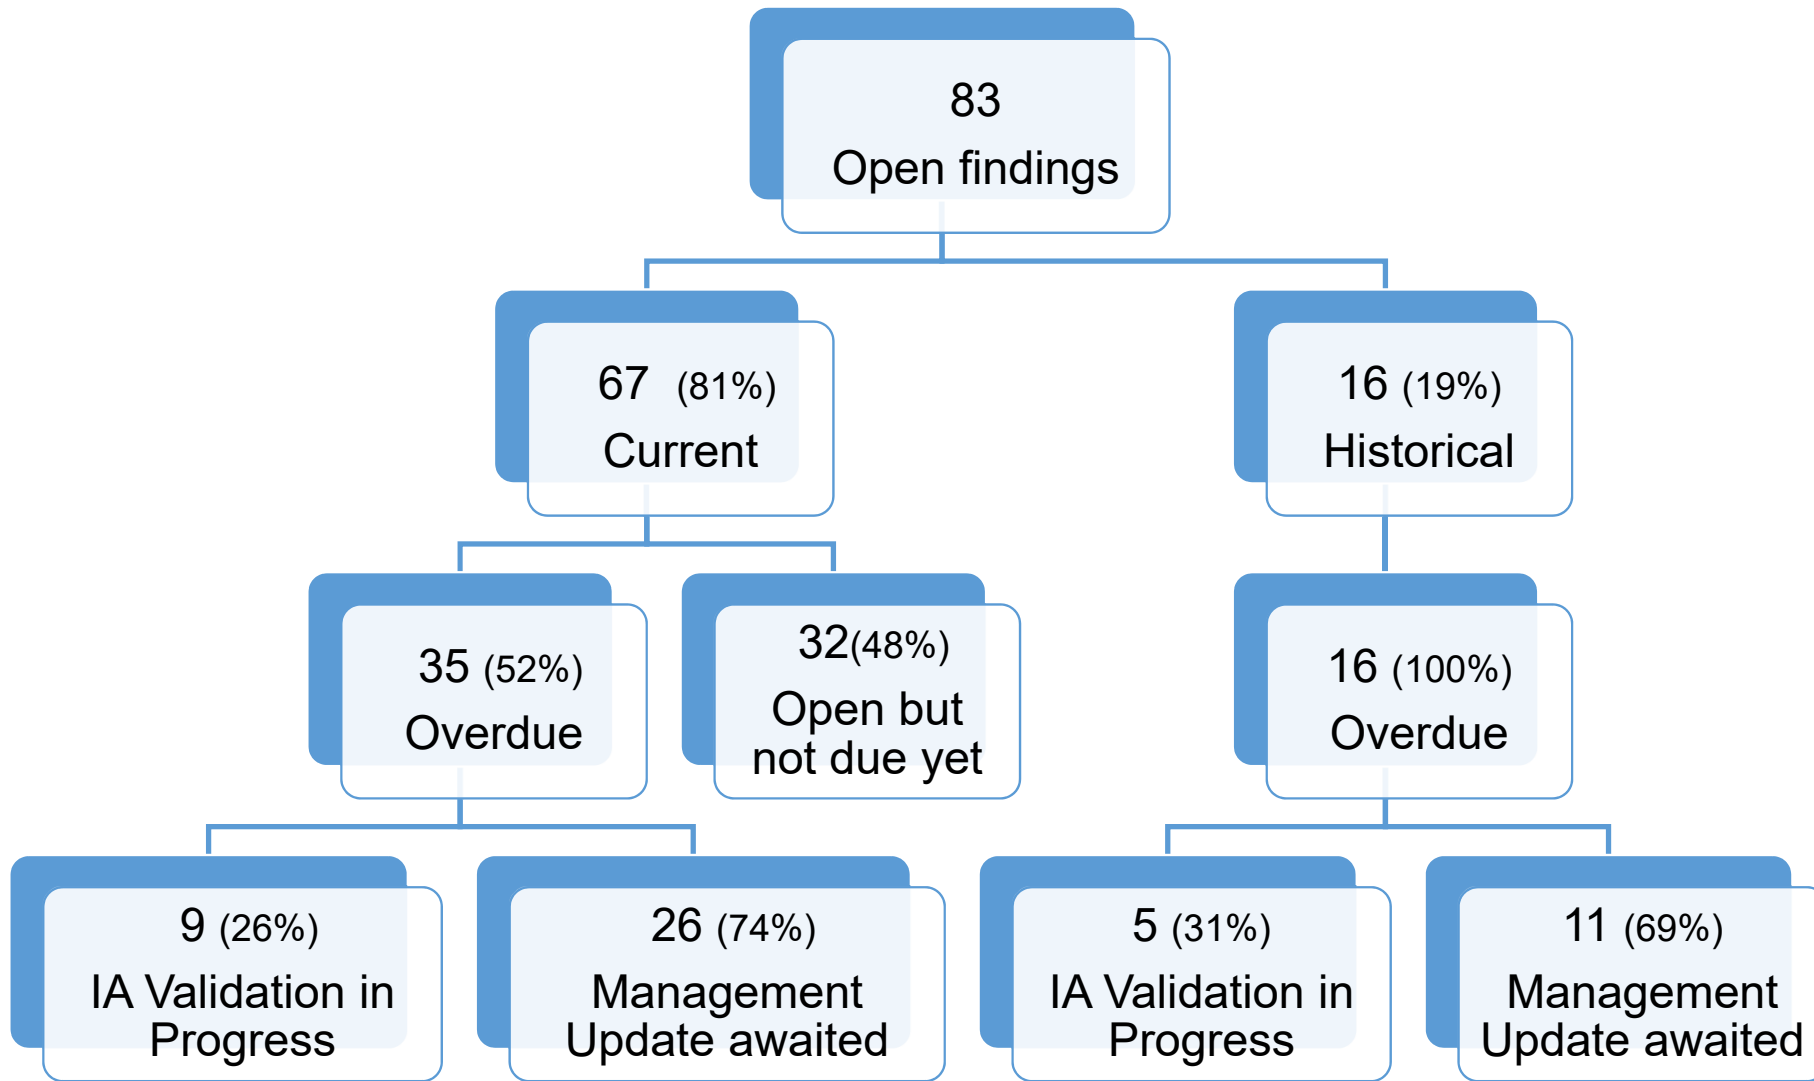 83
Open findings
67 (81%)
Current
16 (19%)
Historical
35 (52%)
Overdue
32(48%)
Open but
not due yet
16 (100%)
Overdue
9 (26%)
IA Validation in
Progress
26 (74%)
Management
Update awaited
5 (31%)
IA Validation in
Progress
11 (69%)
Management
Update awaited